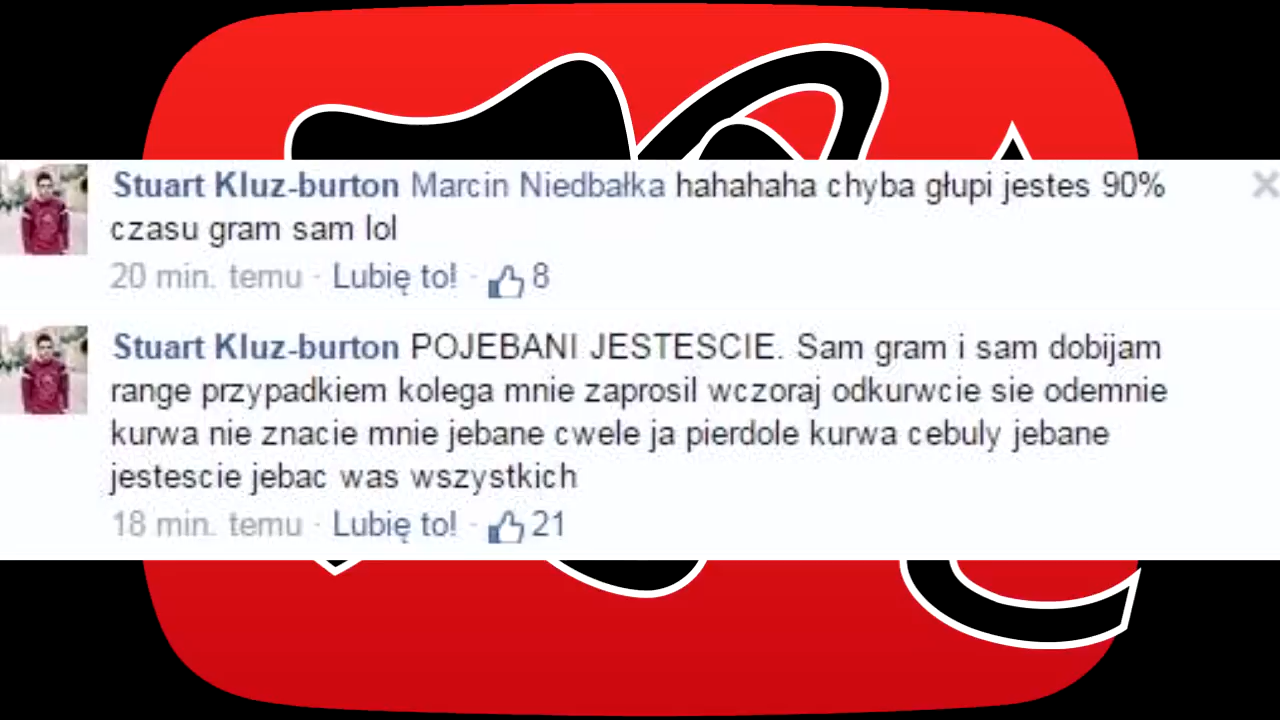 Stuart Kluz-burton Marcin Niedbałka hahahaha chyba głupi jestes 90%
czasu gram sam lol
20 min. temu · Lubię to! · 8
Stuart Kluz-burton POJEBANI JESTESCIE. Sam gram i sam dobijam
range przypadkiem kolega mnie zaprosil wczoraj odkurwcie sie odemnie
kurwa nie znacie mnie jebane cwele ja pierdole kurwa cebuly jebane
jestescie jebac was wszystkich
18 min. temu · Lubię to! · 21